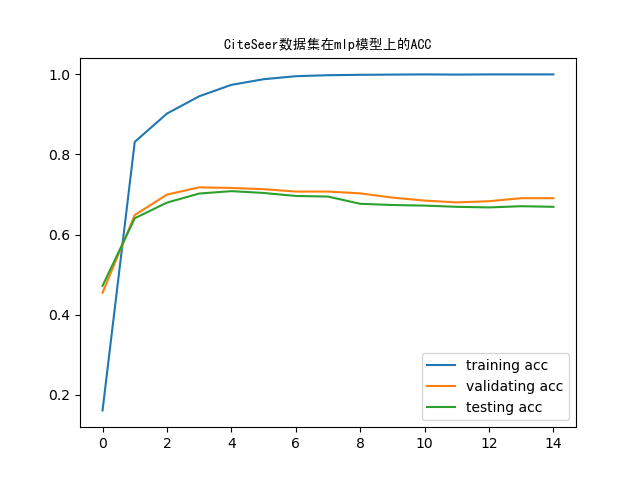 CiteSeer数据集在mlp模型上的ACC
1.0
0.8
0.6
0.4
0.2
0 2 4 6 8 10 12 14
training acc
validating acc
testing acc